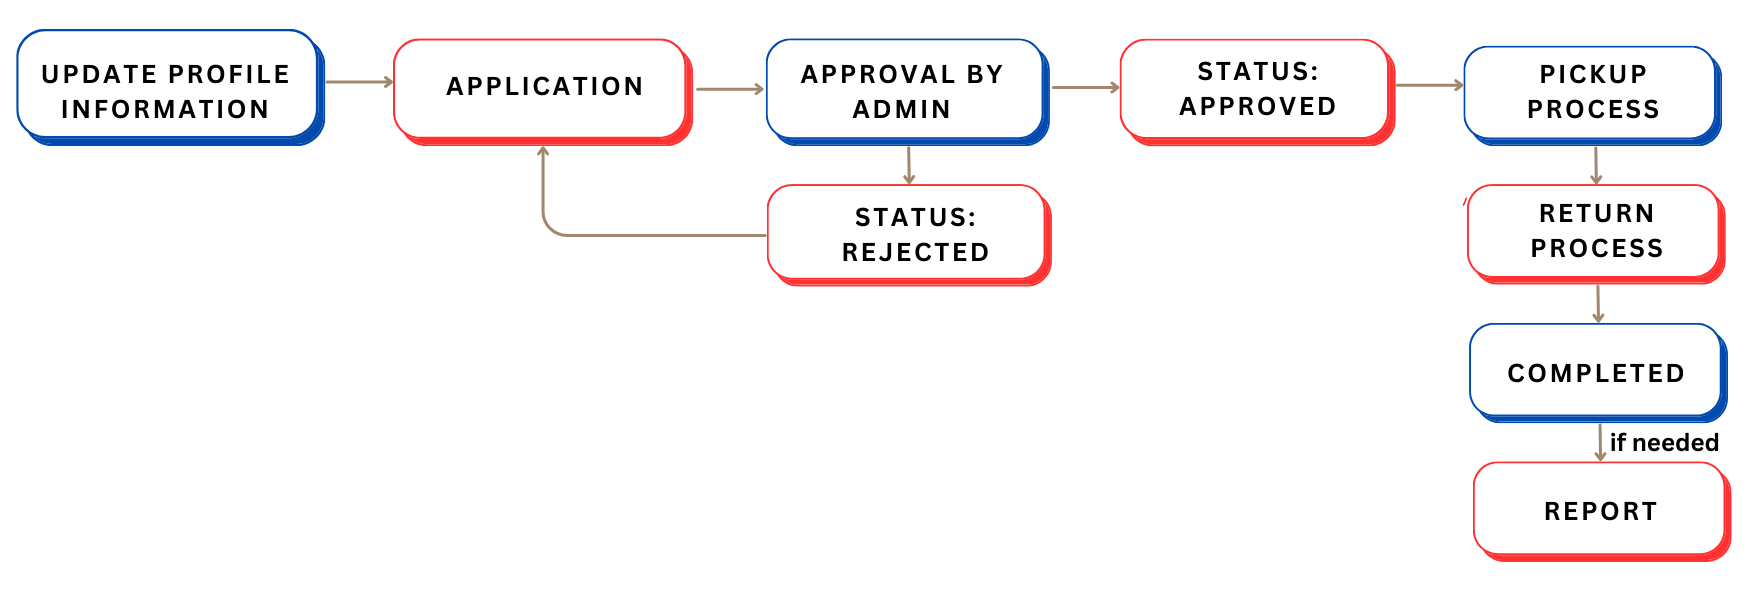 UPDATE PROFILE
INFORMATION
APPLICATION
APPROVAL BY
ADMIN
STATUS:
APPROVED
PICKUP
PROCESS
STATUS:
REJECTED
RETURN
PROCESS
COMPLETED
if needed
REPORT